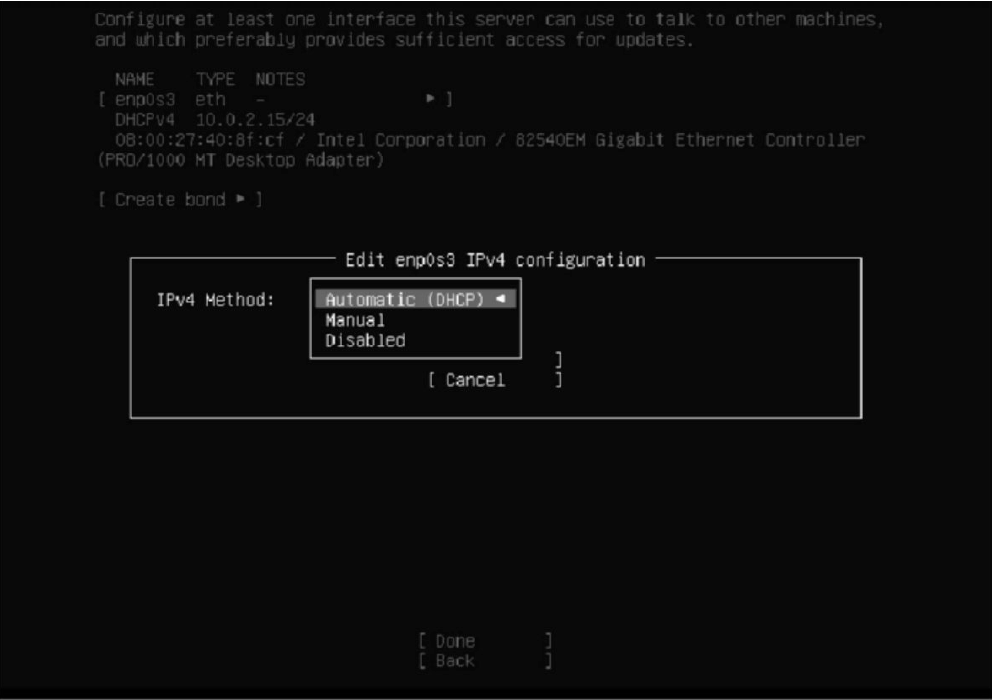 Configure at least one interface this server can use to talk to other machines,
and which preferably provides sufficient access for updates.
NAME TYPE NOTES
[ enp0s3 eth - ▸ ]
DHCPv4 10.0.2.15/24
08:00:27:40:8f:cf / Intel Corporation / 82540EM Gigabit Ethernet Controller
(PRO/1000 MT Desktop Adapter)
[ Create bond ▸ ]
Edit enp0s3 IPv4 configuration
IPv4 Method: Automatic (DHCP) ◂
Manual
Disabled
]
[ Cancel ]
[ Done ]
[ Back ]